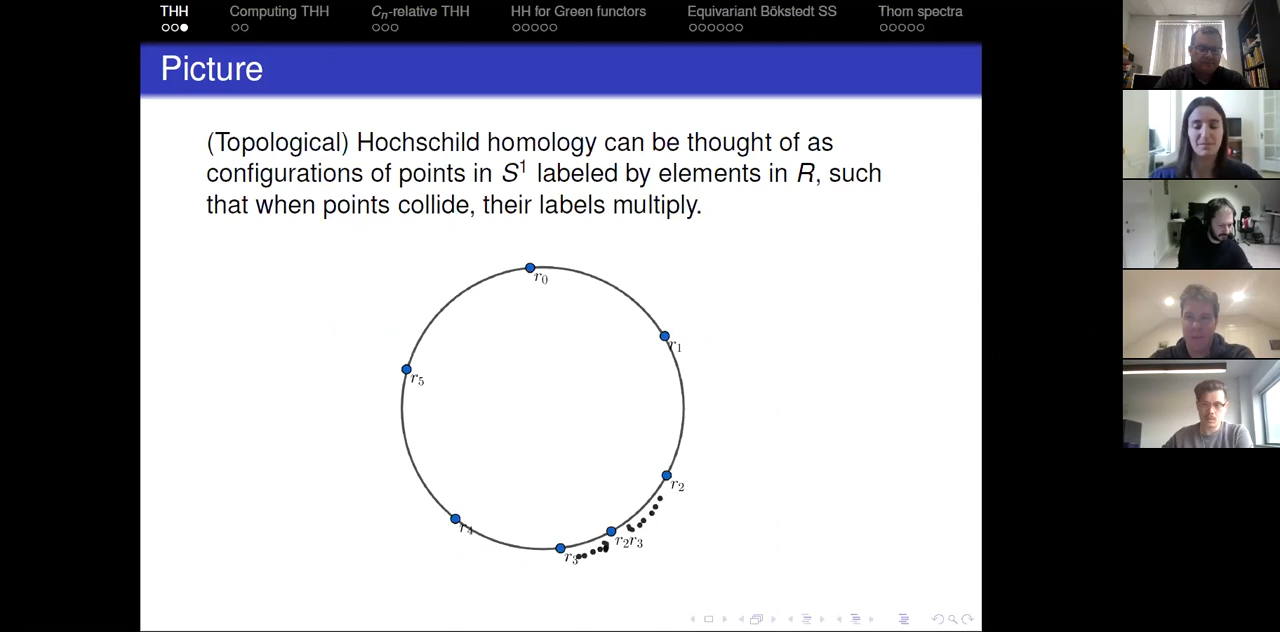 THH Computing THH Cn-relative THH HH for Green functors Equivariant Bökstedt SS Thom spectra
Picture
(Topological) Hochschild homology can be thought of as
configurations of points in S¹ labeled by elements in R, such
that when points collide, their labels multiply.
r0
r1
r5
r2
r4
r2r3
r3